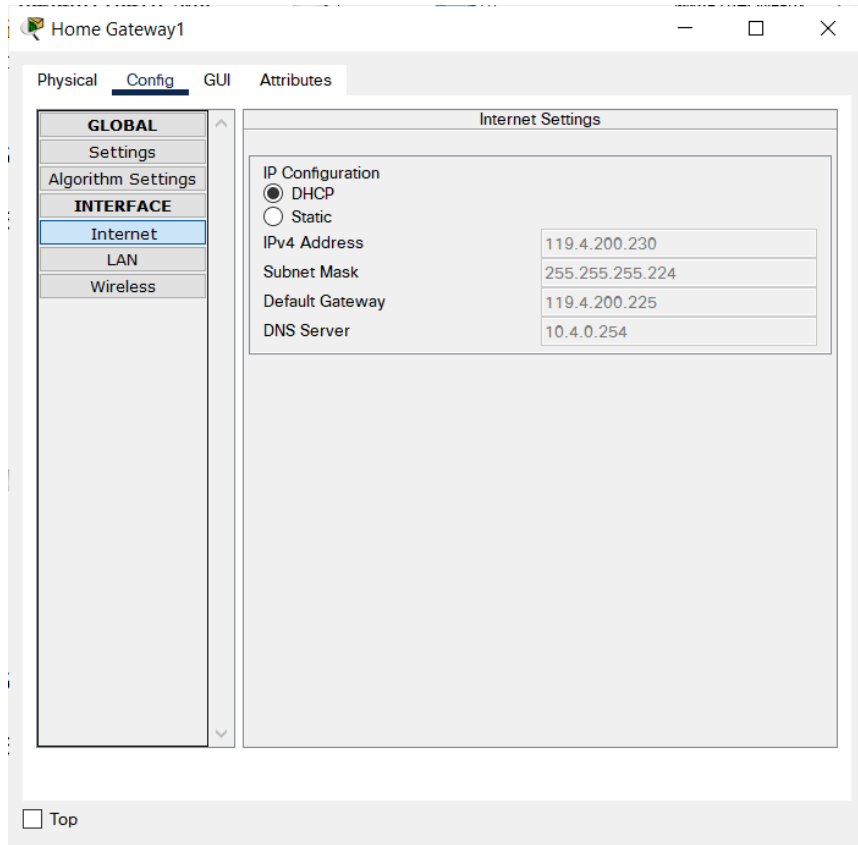 Home Gateway1
Physical Config GUI Attributes
GLOBAL
Settings
Algorithm Settings
INTERFACE
Internet
LAN
Wireless
Internet Settings
IP Configuration
DHCP
Static
IPv4 Address 119.4.200.230
Subnet Mask 255.255.255.224
Default Gateway 119.4.200.225
DNS Server 10.4.0.254
Top